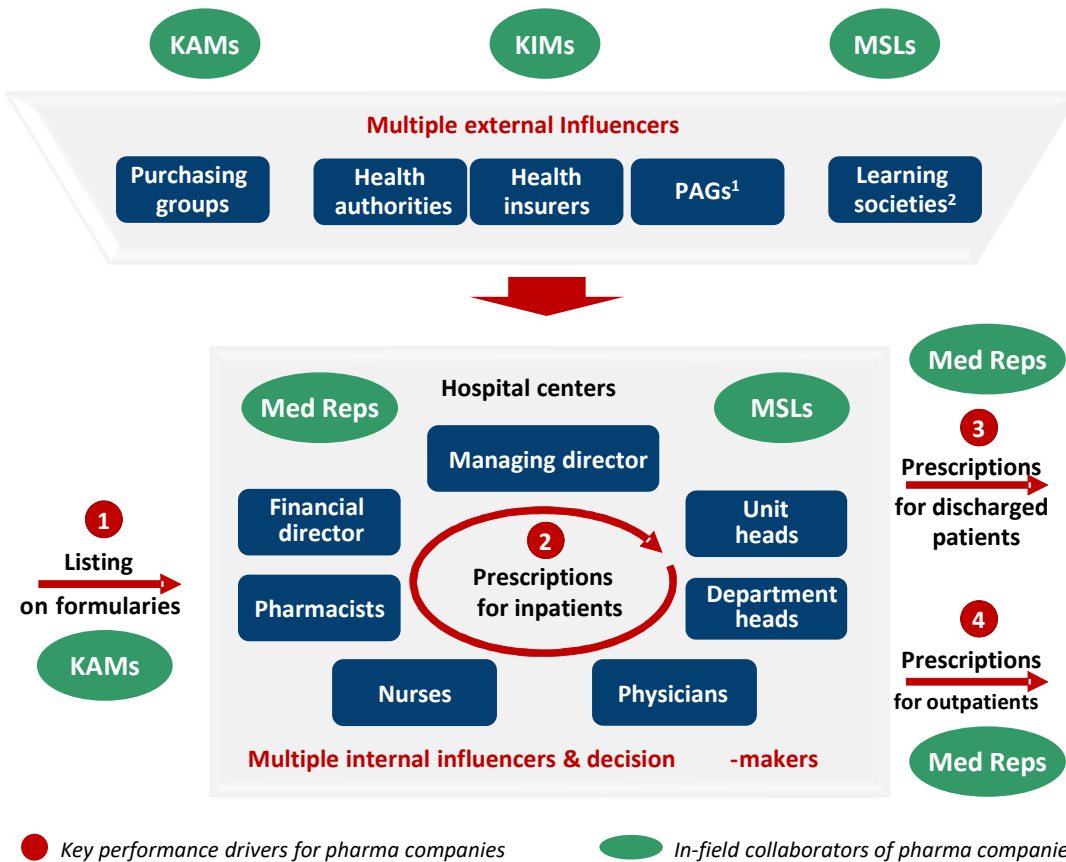 KAMs
KIMs
MSLs
Multiple external Influencers
Purchasing
groups
Health
authorities
Health
insurers
PAGs¹
Learning
societies²
Hospital centers
Med Reps
MSLs
Managing director
Financial
director
Unit
heads
Pharmacists
Department
heads
Nurses
Physicians
2
Prescriptions
for inpatients
Multiple internal influencers & decision -makers
1
Listing
on formularies
KAMs
Med Reps
3
Prescriptions
for discharged
patients
4
Prescriptions
for outpatients
Med Reps
Key performance drivers for pharma companies
In-field collaborators of pharma companie